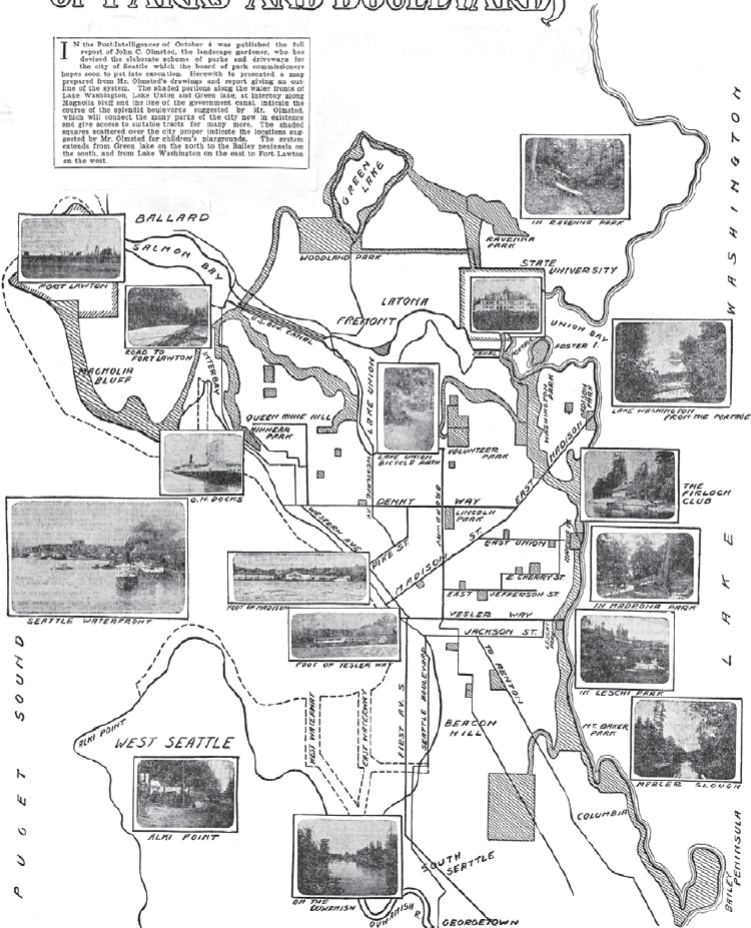 OF PARKS AND BOULEVARDS
IN the Post-Intelligencer of October 4 was published the full
report of John C. Olmsted, the landscape gardener, who has
devised the elaborate scheme of parks and driveways for
the city of Seattle which the board of park commissioners
hopes soon to put into execution. Herewith is presented a map
prepared from Mr. Olmsted's drawings and report giving an out-
line of the system. The shaded portions along the water fronts of
Lake Washington, Lake Union and Green lake, at Interbay along
Magnolia bluff and the line of the government canal, indicate the
course of the splendid boulevards suggested by Mr. Olmsted,
which will connect the many parks of the city now in existence
and give access to suitable tracts for many more. The shaded
squares scattered over the city proper indicate the locations sug-
gested by Mr. Olmsted for children's playgrounds. The system
extends from Green lake on the north to the Bailey peninsula on
the south, and from Lake Washington on the east to Fort Lawton
on the west.
GREEN LAKE
IN RAVENNA PARK
BALLARD
SALMON BAY
FORT LAWTON
WOODLAND PARK
RAVENNA
PARK
STATE
UNIVERSITY
LATONA
FREMONT
U.S. CANAL
ROAD TO
FORT LAWTON
INTERBAY
MAGNOLIA
BLUFF
CANAL
UNION BAY
FOSTER I.
LAKE WASHINGTON
FROM THE PORTAGE
QUEEN ANNE HILL
KINNEAR
PARK
LAKE UNION
LAKE UNION
BICYCLE PATH
VOLUNTEER
PARK
WASHINGTON
PARK
MADISON
PARK
G.N. DOCKS
DENNY WAY
BROADWAY
EAST MADISON
LINCOLN
PARK
THE
FIRLOCH
CLUB
WESTERN AVE
PIKE ST.
MADISON ST.
EAST UNION
E. CHERRY ST
EAST JEFFERSON ST.
YESLER WAY
JACKSON ST.
IN MADRONA PARK
SEATTLE WATERFRONT
FOOT OF MADISON
FOOT OF YESLER WAY
LESCHI
PARK
IN LESCHI PARK
TO RENTON
WEST WATERWAY
EAST WATERWAY
FIRST AV. S
SEATTLE BOULEVARD
BEACON
HILL
MT. BAKER
PARK
MERCER SLOUGH
ALKI POINT
WEST SEATTLE
ALKI POINT
COLUMBIA
BAILEY
PENINSULA
SOUTH
SEATTLE
ON THE
DUWAMISH
DUWAMISH R.
GEORGETOWN
PUGET SOUND
LAKE WASHINGTON